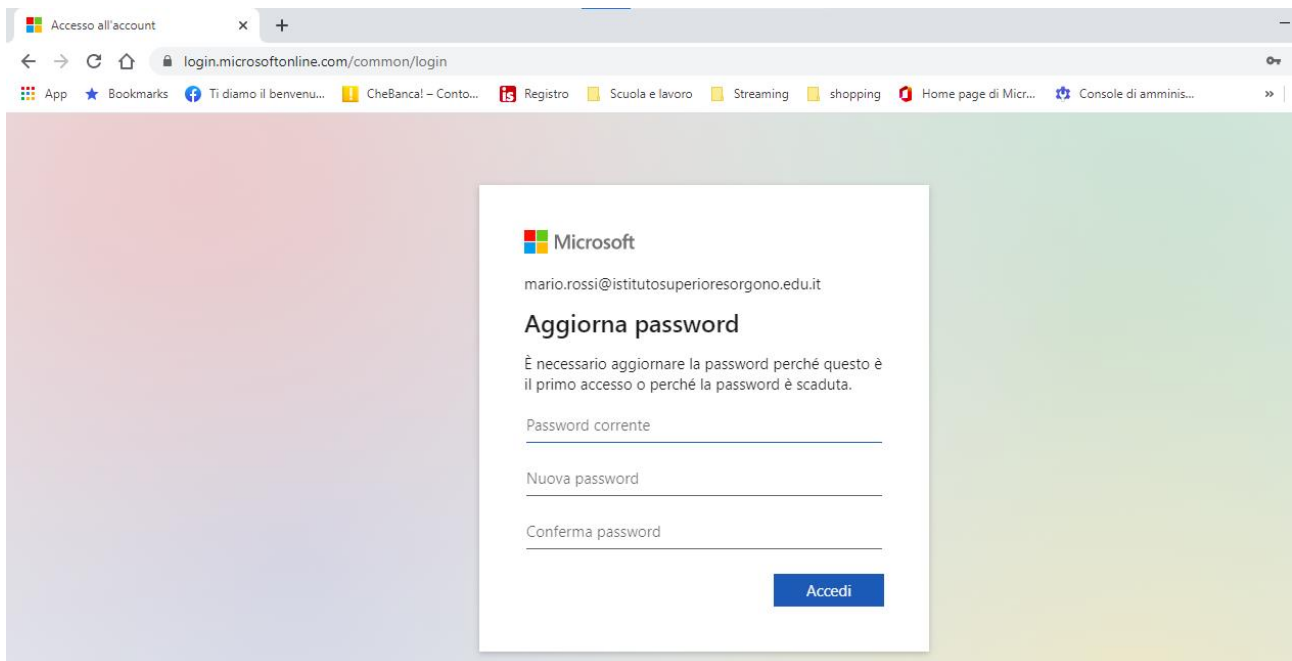 Accesso all'account
login.microsoftonline.com/common/login
App Bookmarks Ti diamo il benvenu... CheBanca! – Conto... is Registro Scuola e lavoro Streaming shopping Home page di Micr... Console di amminis... »
Microsoft
mario.rossi@istitutosuperioresorgono.edu.it
Aggiorna password
È necessario aggiornare la password perché questo è
il primo accesso o perché la password è scaduta.
Password corrente
Nuova password
Conferma password
Accedi